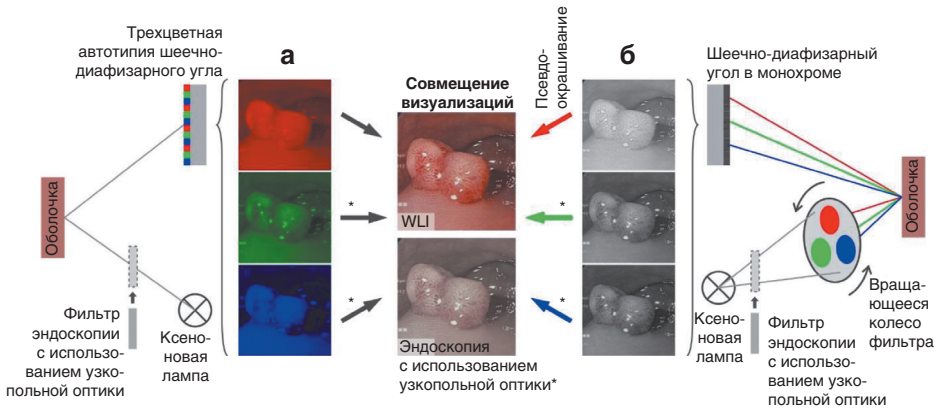 Трехцветная
автотипия шеечно-
диафизарного угла
а
Совмещение
визуализаций
Псевдо-
окрашивание
б
Шеечно-диафизарный
угол в монохроме
Оболочка
Фильтр
эндоскопии
с использо-
ванием узко-
польной оптики
Ксено-
новая
лампа
*
*
WLI
Эндоскопия
с использованием
узкопольной оптики*
*
*
Оболочка
Ксено-
новая
лампа
Фильтр
эндоскопии
с использо-
ванием узко-
польной оптики
Враща-
ющееся
колесо
фильтра